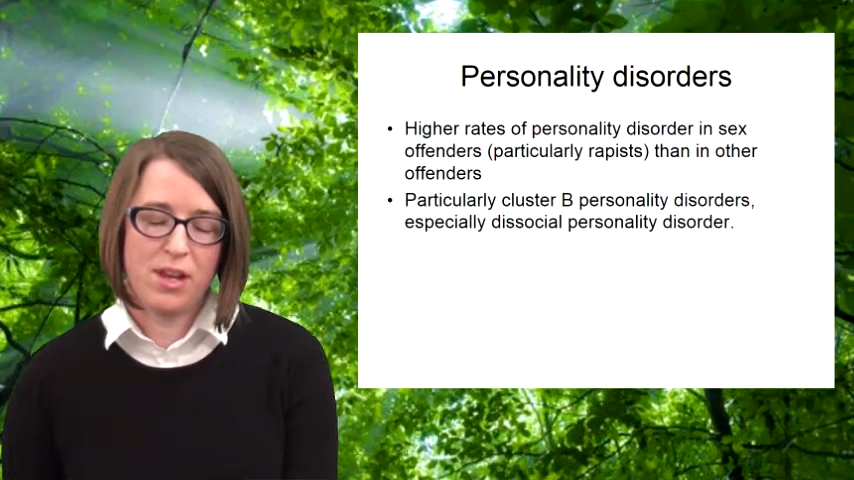 Personality disorders
• Higher rates of personality disorder in sex
offenders (particularly rapists) than in other
offenders
• Particularly cluster B personality disorders,
especially dissocial personality disorder.